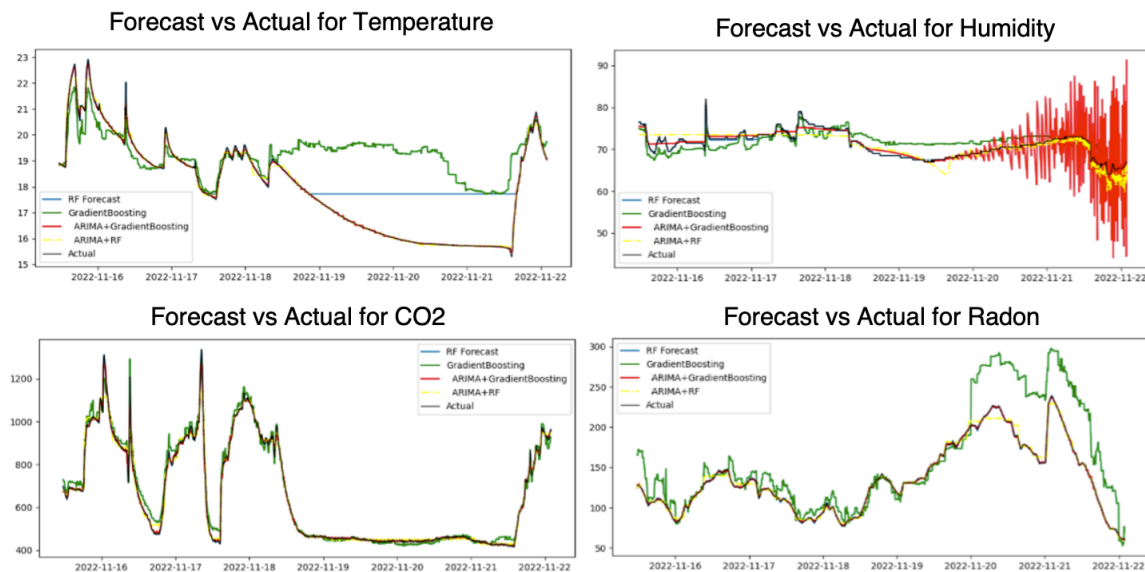 Forecast vs Actual for Temperature
23
22
21
20
19
18
17
16
15
RF Forecast
GradientBoosting
ARIMA+GradientBoosting
ARIMA+RF
Actual
2022-11-16 2022-11-17 2022-11-18 2022-11-19 2022-11-20 2022-11-21 2022-11-22
Forecast vs Actual for Humidity
90
80
70
60
50
RF Forecast
GradientBoosting
ARIMA+GradientBoosting
ARIMA+RF
Actual
2022-11-16 2022-11-17 2022-11-18 2022-11-19 2022-11-20 2022-11-21 2022-11-22
Forecast vs Actual for CO2
1200
1000
800
600
400
RF Forecast
GradientBoosting
ARIMA+GradientBoosting
ARIMA+RF
Actual
2022-11-16 2022-11-17 2022-11-18 2022-11-19 2022-11-20 2022-11-21 2022-11-22
Forecast vs Actual for Radon
300
250
200
150
100
50
RF Forecast
GradientBoosting
ARIMA+GradientBoosting
ARIMA+RF
Actual
2022-11-16 2022-11-17 2022-11-18 2022-11-19 2022-11-20 2022-11-21 2022-11-22